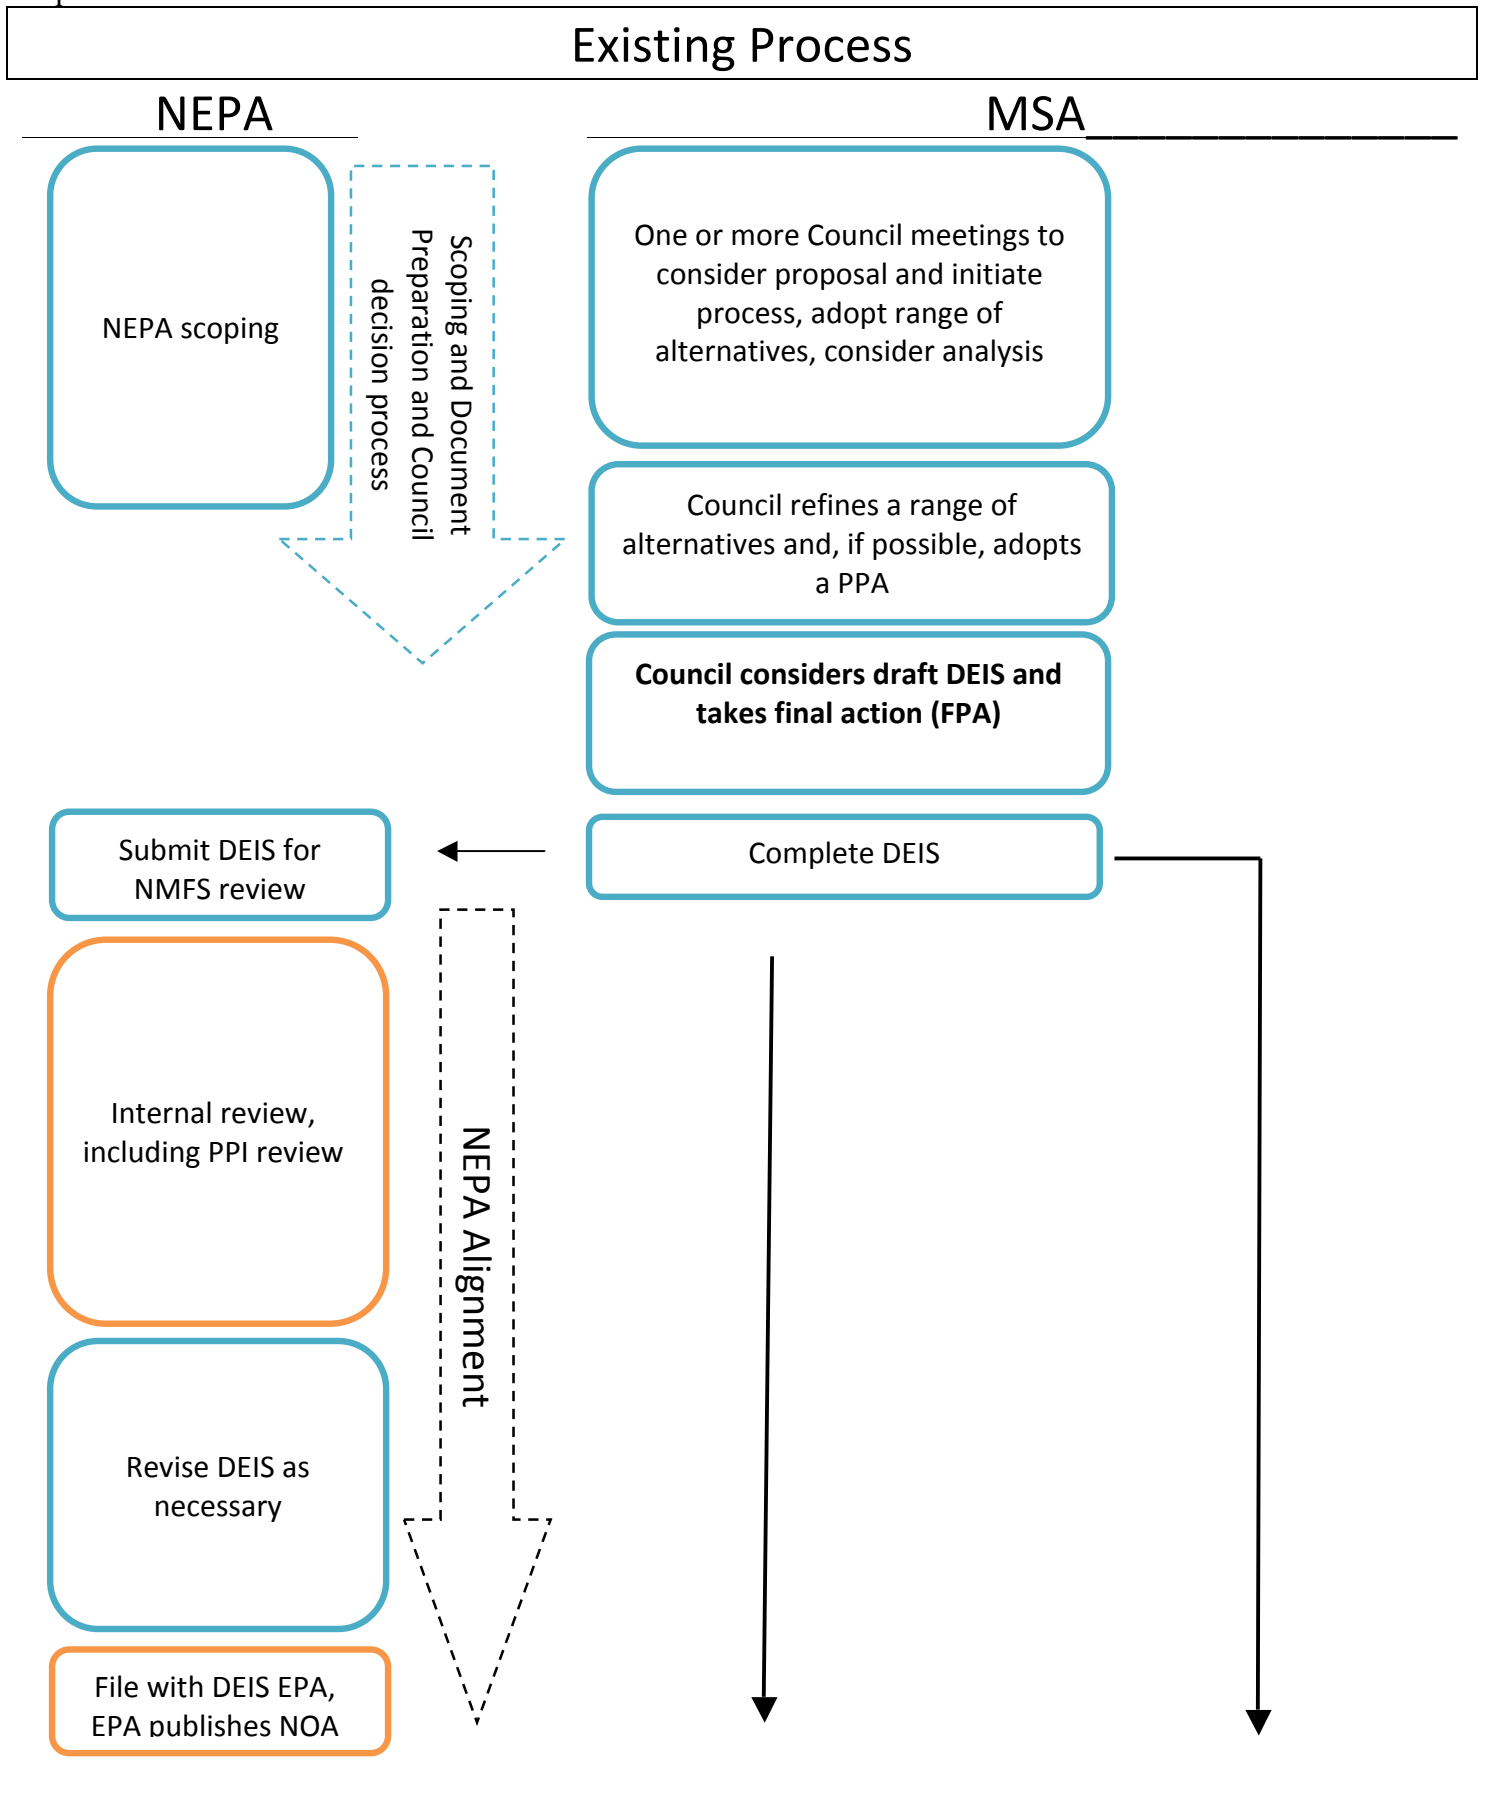 Existing Process
NEPA
MSA______________
NEPA scoping
Scoping and Document
Preparation and Council
decision process
One or more Council meetings to
consider proposal and initiate
process, adopt range of
alternatives, consider analysis
Council refines a range of
alternatives and, if possible, adopts
a PPA
Council considers draft DEIS and
takes final action (FPA)
Submit DEIS for
NMFS review
Complete DEIS
Internal review,
including PPI review
NEPA Alignment
Revise DEIS as
necessary
File with DEIS EPA,
EPA publishes NOA